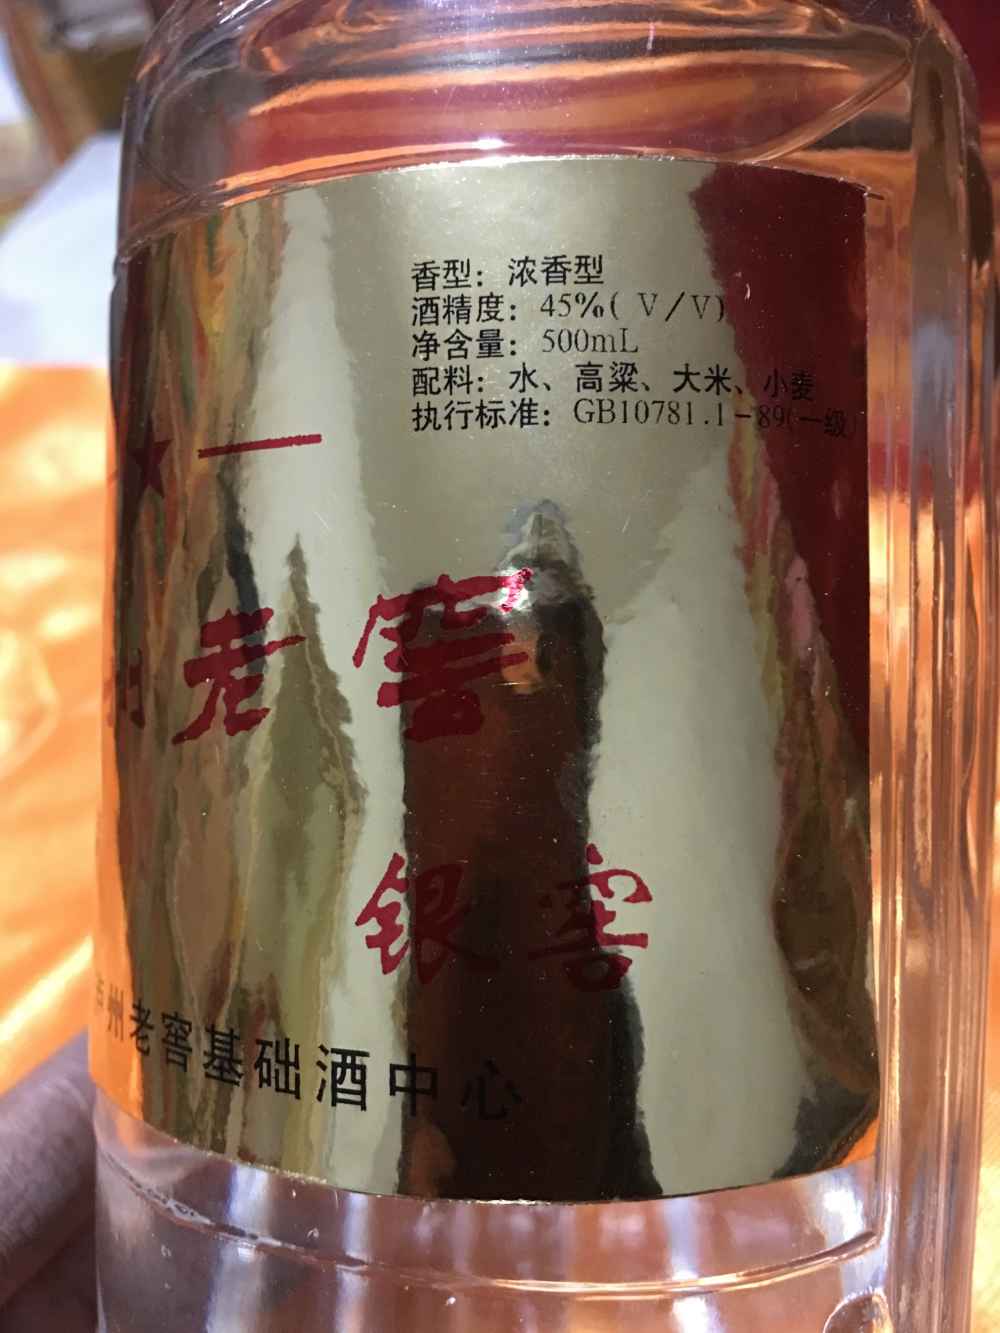 香型：浓香型
酒精度：45%( V/V)
净含量：500mL
配料：水、高粱、大米、小麦
执行标准：GB10781.1-89(一级)
州老窖
银窖
泸州老窖基础酒中心